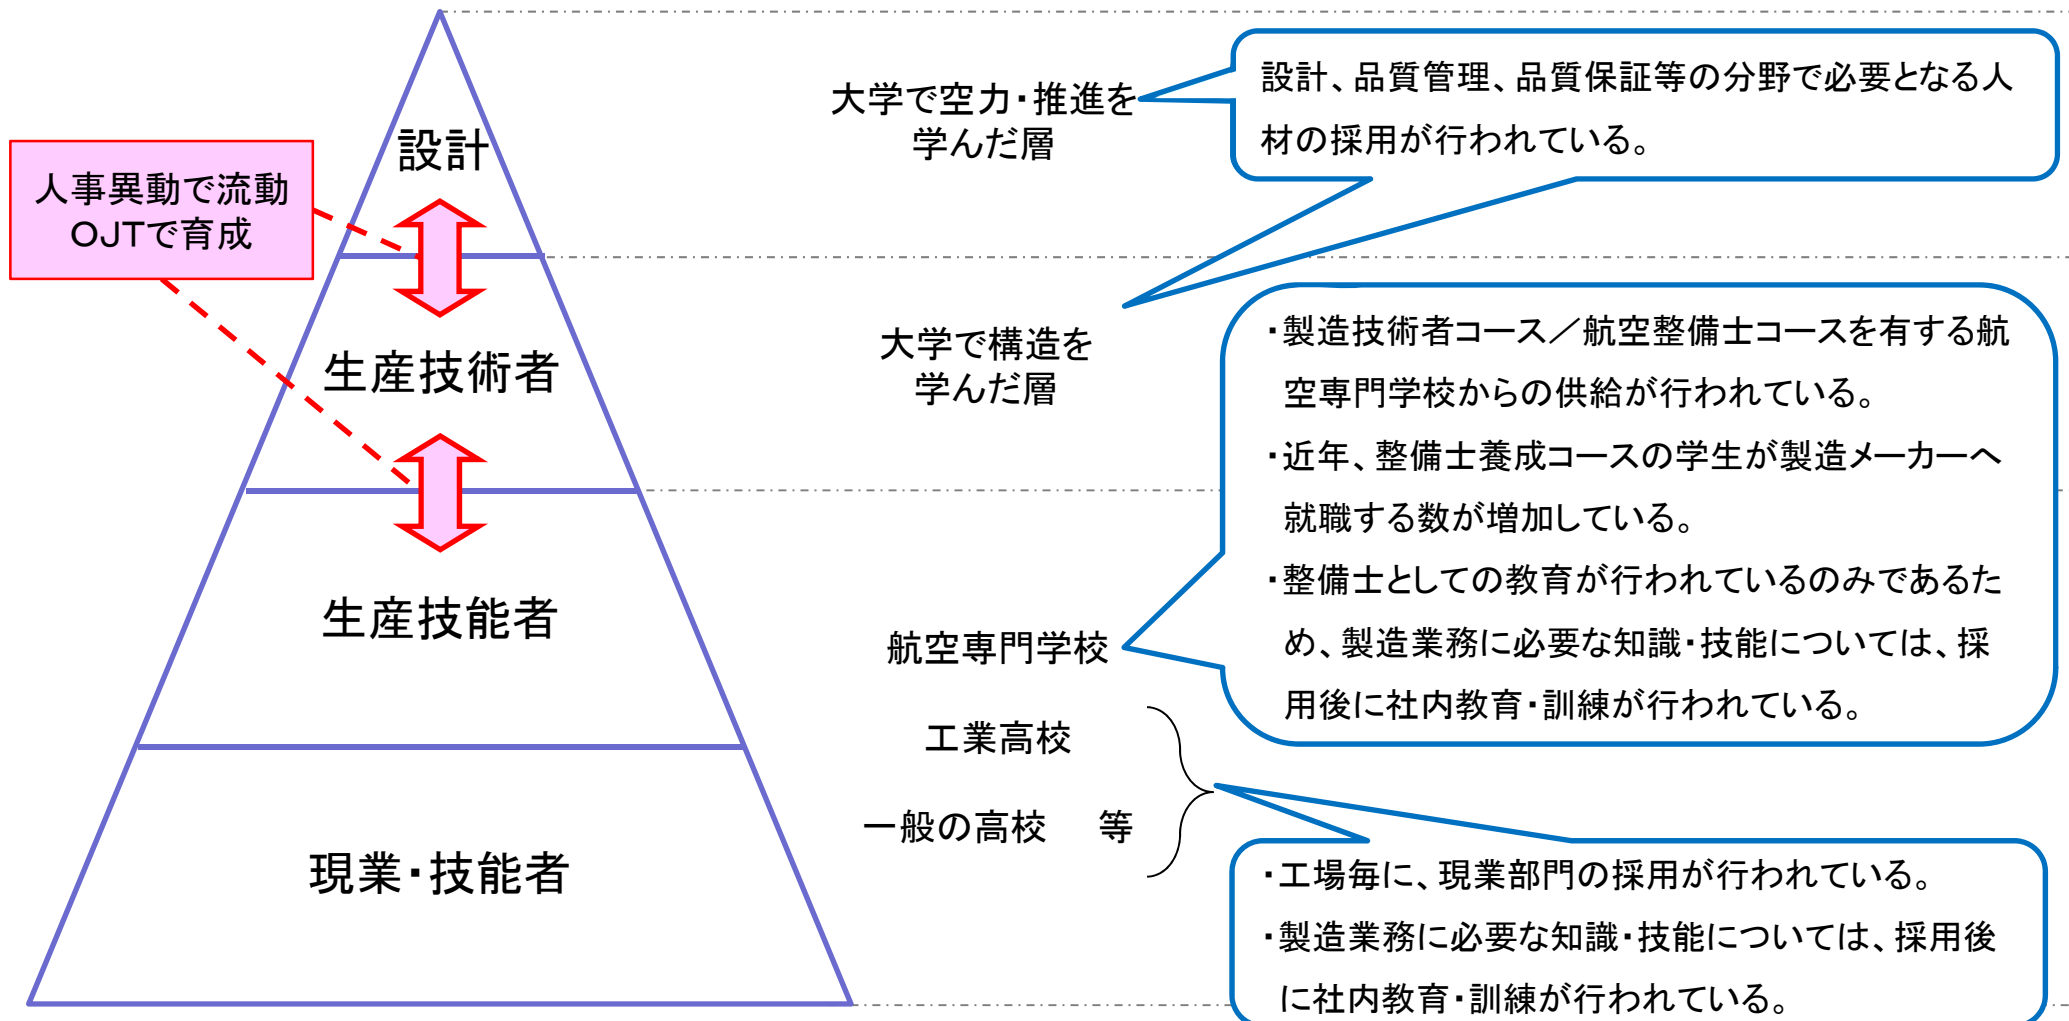 設計
人事異動で流動
OJTで育成
生産技術者
生産技能者
現業・技能者
大学で空力・推進を
学んだ層
設計、品質管理、品質保証等の分野で必要となる人
材の採用が行われている。
大学で構造を
学んだ層
・製造技術者コース／航空整備士コースを有する航
空専門学校からの供給が行われている。
・近年、整備士養成コースの学生が製造メーカーへ
就職する数が増加している。
・整備士としての教育が行われているのみであるた
め、製造業務に必要な知識・技能については、採
用後に社内教育・訓練が行われている。
航空専門学校
工業高校
一般の高校　等
・工場毎に、現業部門の採用が行われている。
・製造業務に必要な知識・技能については、採用後
に社内教育・訓練が行われている。